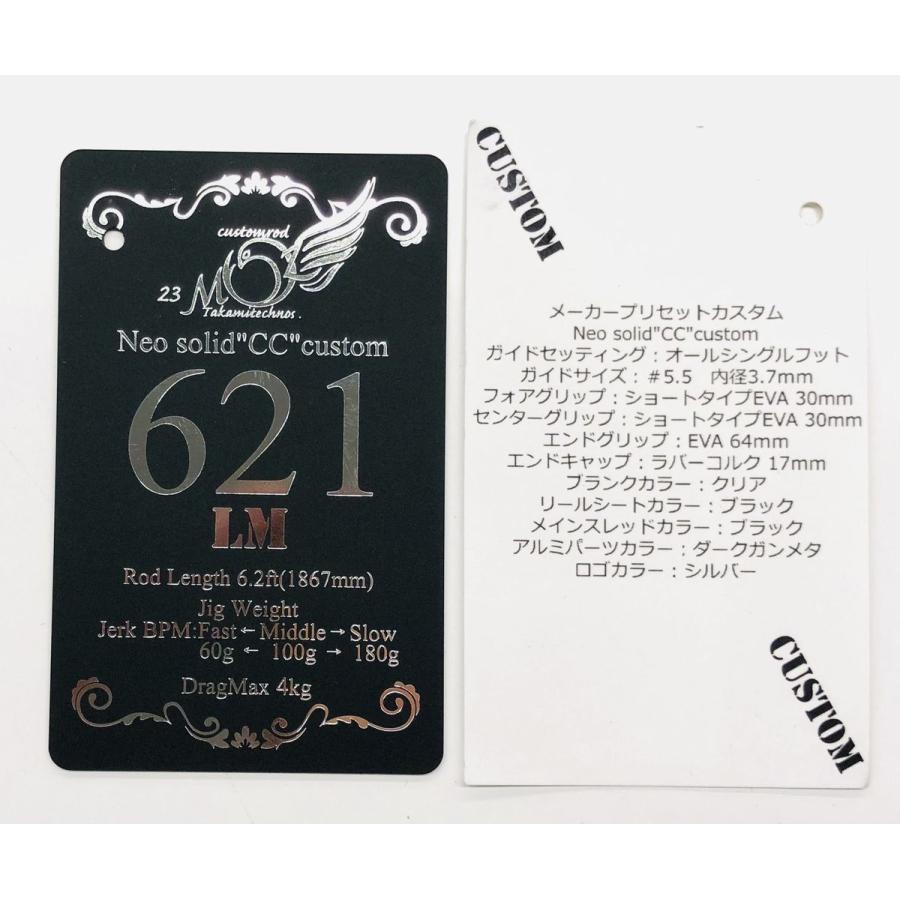 customrod
23 MC
Takamitechnos.
Neo solid"CC"custom
621
LM
Rod Length 6.2ft(1867mm)
Jig Weight
Jerk BPM:Fast←Middle→Slow
60g ← 100g → 180g
DragMax 4kg
CUSTOM
メーカープリセットカスタム
Neo solid"CC"custom
ガイドセッティング：オールシングルフット
ガイドサイズ：＃5.5　内径3.7mm
フォアグリップ：ショートタイプEVA 30mm
センターグリップ：ショートタイプEVA 30mm
エンドグリップ：EVA 64mm
エンドキャップ：ラバーコルク 17mm
ブランクカラー：クリア
リールシートカラー：ブラック
メインスレッドカラー：ブラック
アルミパーツカラー：ダークガンメタ
ロゴカラー：シルバー
CUSTOM